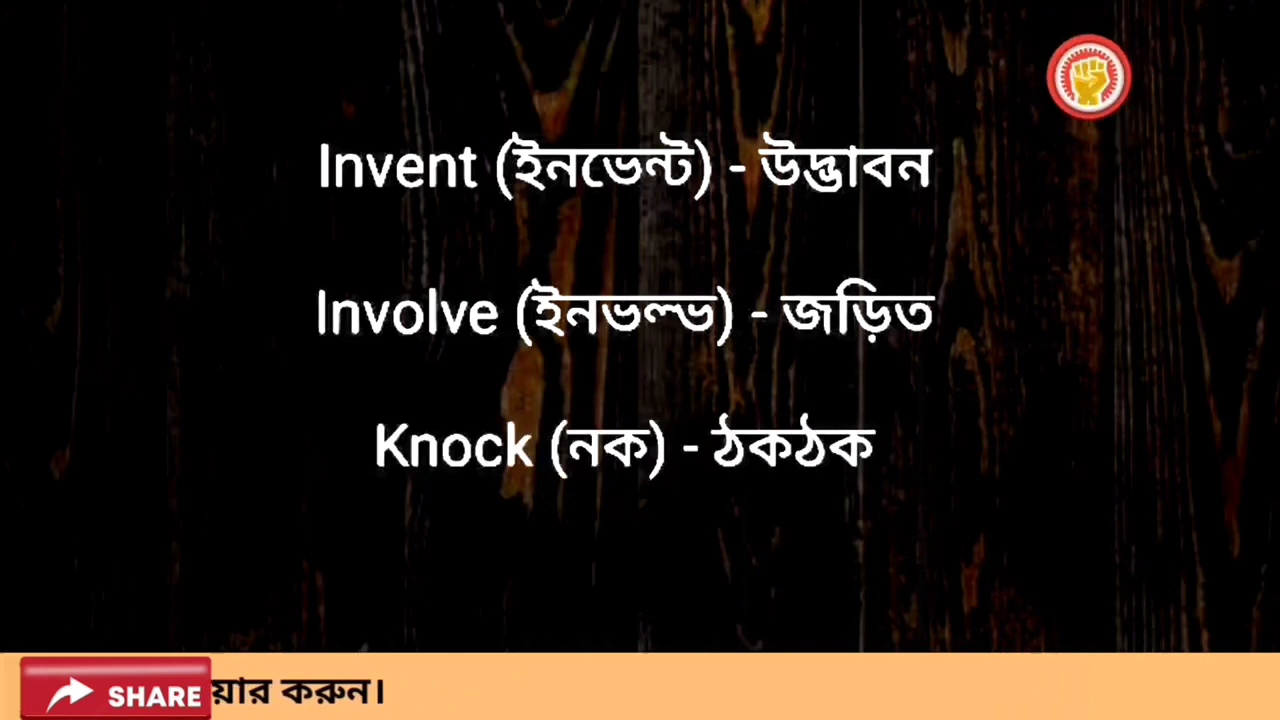 Invent (ইনভেন্ট) - উদ্ভাবন
Involve (ইনভল্ভ) - জড়িত
Knock (নক) - ঠকঠক
SHARE করুন।